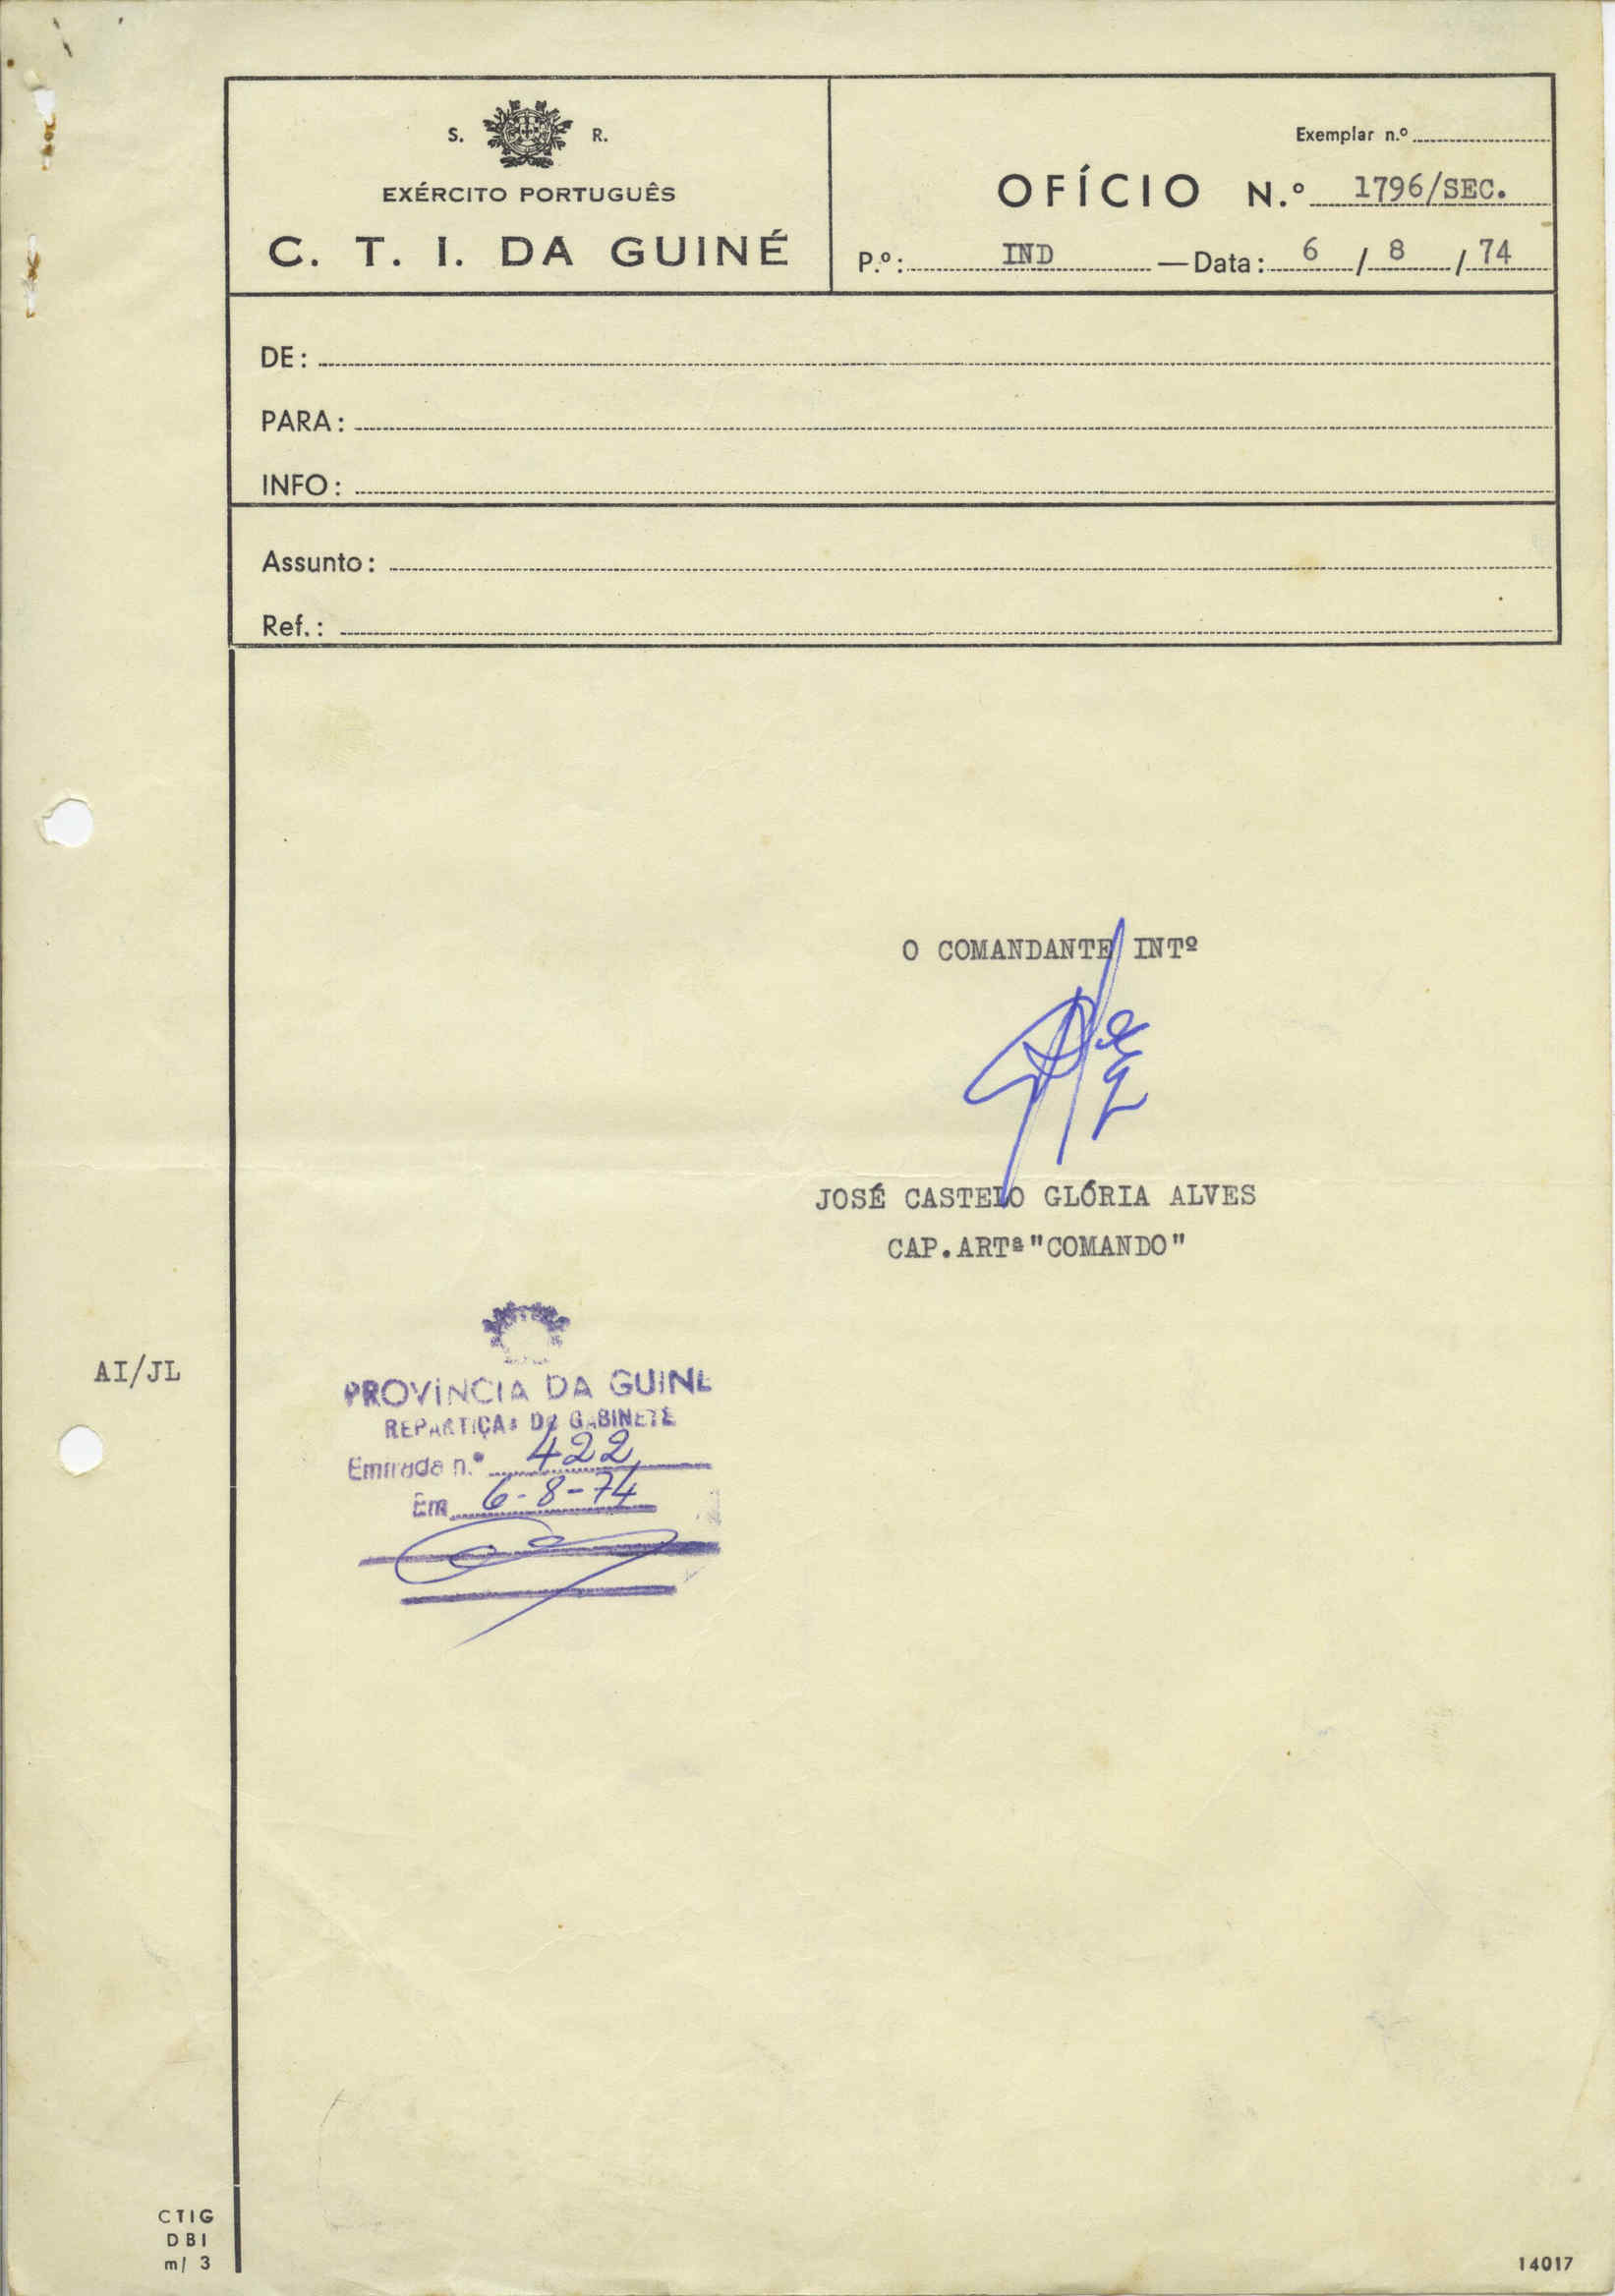 S. R.
EXÉRCITO PORTUGUÊS
C. T. I. DA GUINÉ
Exemplar n.º
OFÍCIO N.º 1796/SEC.
P.º: IND — Data: 6 / 8 / 74
DE:
PARA:
INFO:
Assunto:
Ref.:
O COMANDANTE INTº
JOSÉ CASTELO GLÓRIA ALVES
CAP.ARTª"COMANDO"
AI/JL
PROVÍNCIA DA GUINÉ
REPARTIÇÃO DO GABINETE
Entrada n.º 422
Em 6-8-74
CTIG
DBI
m/ 3
14017